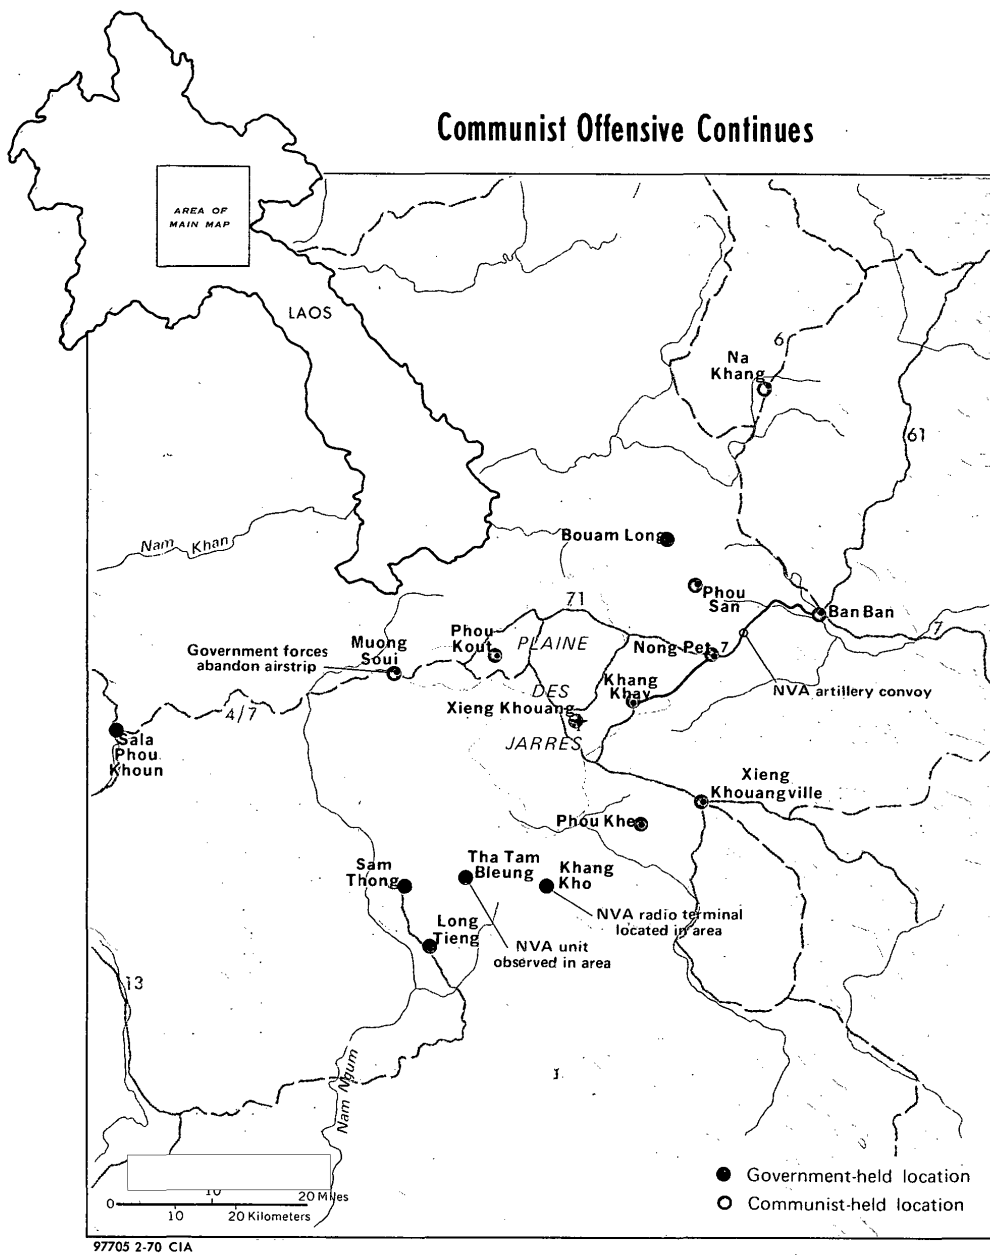 Communist Offensive Continues
AREA OF
MAIN MAP
LAOS
6
Na
Khang
61
Nam Khan
Bouam Long
Phou
San
Ban Ban
71
7
Phou
Kout
PLAINE
Muong
Soui
Nong Pet
7
Government forces
abandon airstrip
Khang
Khay
DES
NVA artillery convoy
Xieng Khouang
4/7
JARRES
Sala
Phou
Khoun
Xieng
Khouangville
Phou Khe
Tha Tam
Bleung
Sam
Thong
Khang
Kho
NVA radio terminal
located in area
Long
Tieng
NVA unit
observed in area
13
Nam Ngum
Government-held location
Communist-held location
0 10 20 Miles
10 20 Kilometers
97705 2-70 CIA